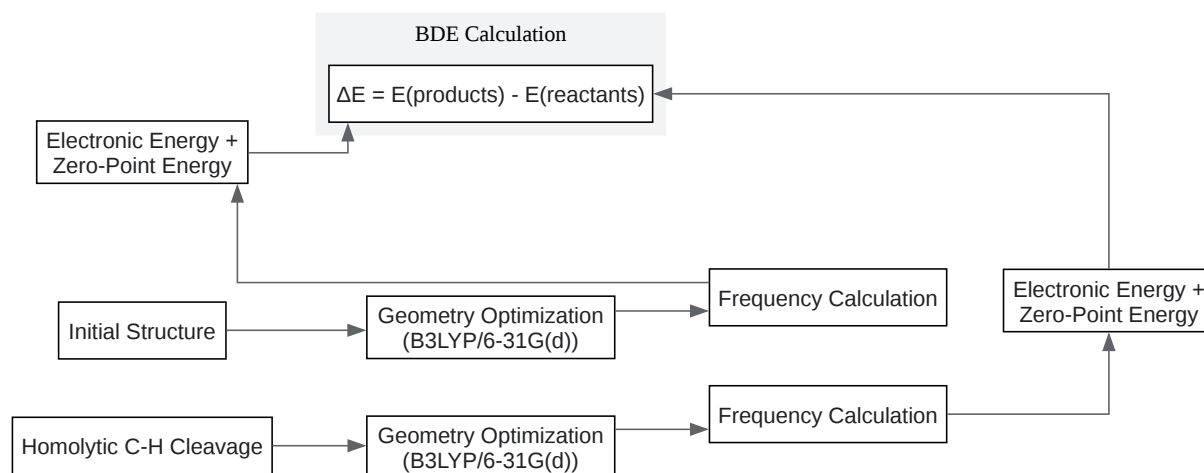 BDE Calculation
ΔE = E(products) - E(reactants)
Electronic Energy +
Zero-Point Energy
Initial Structure
Geometry Optimization
(B3LYP/6-31G(d))
Frequency Calculation
Electronic Energy +
Zero-Point Energy
Homolytic C-H Cleavage
Geometry Optimization
(B3LYP/6-31G(d))
Frequency Calculation